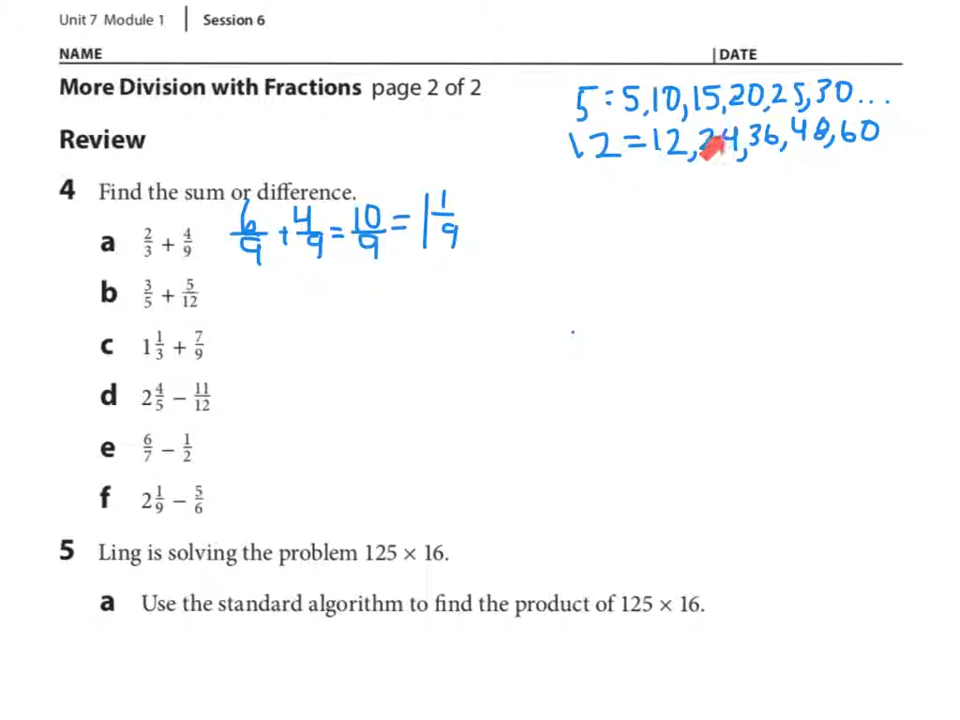 Unit 7 Module 1 | Session 6
NAME | DATE
More Division with Fractions page 2 of 2
5: 5,10,15,20,25,30...
12=12,24,36,48,60
Review
4 Find the sum or difference.
a 2/3 + 4/9 6/9 + 4/9 = 10/9 = 1 1/9
b 3/5 + 5/12
c 1 1/3 + 7/9
d 2 4/5 − 11/12
e 6/7 − 1/2
f 2 1/9 − 5/6
5 Ling is solving the problem 125 × 16.
a Use the standard algorithm to find the product of 125 × 16.